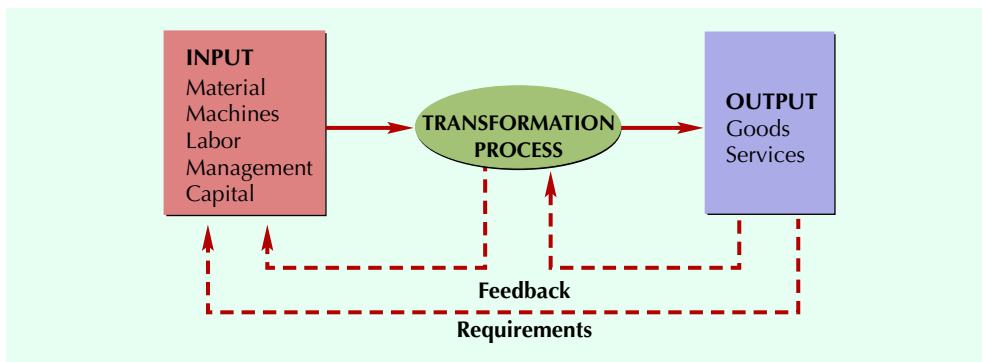 INPUT
Material
Machines
Labor
Management
Capital
TRANSFORMATION
PROCESS
OUTPUT
Goods
Services
Feedback
Requirements